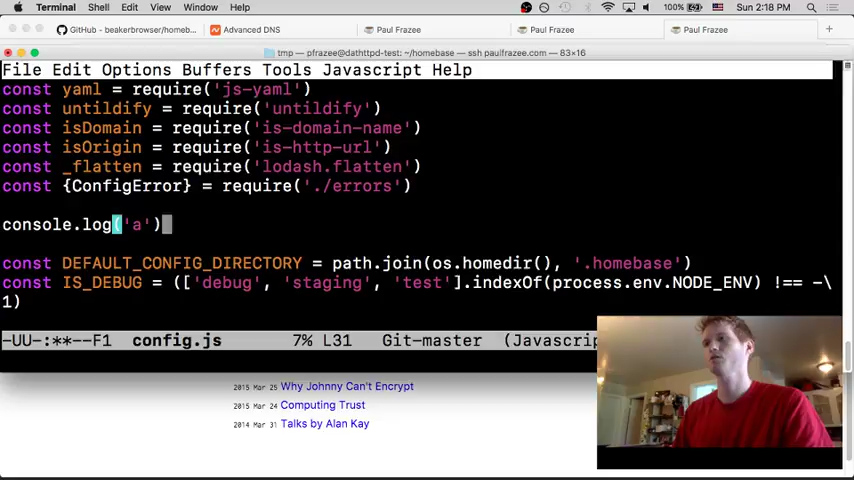 Terminal Shell Edit View Window Help 100% Sun 2:18 PM
GitHub - beakerbrowser/homeb... Advanced DNS Paul Frazee Paul Frazee Paul Frazee
tmp — pfrazee@dathttpd-test: ~/homebase — ssh paulfrazee.com — 83×16
File Edit Options Buffers Tools Javascript Help
const yaml = require('js-yaml')
const untildify = require('untildify')
const isDomain = require('is-domain-name')
const isOrigin = require('is-http-url')
const _flatten = require('lodash.flatten')
const {ConfigError} = require('./errors')
console.log('a')
const DEFAULT_CONFIG_DIRECTORY = path.join(os.homedir(), '.homebase')
const IS_DEBUG = (['debug', 'staging', 'test'].indexOf(process.env.NODE_ENV) !== -\
1)
-UU-:**--F1 config.js 7% L31 Git-master (Javascrip
2015 Mar 25 Why Johnny Can't Encrypt
2015 Mar 24 Computing Trust
2014 Mar 31 Talks by Alan Kay